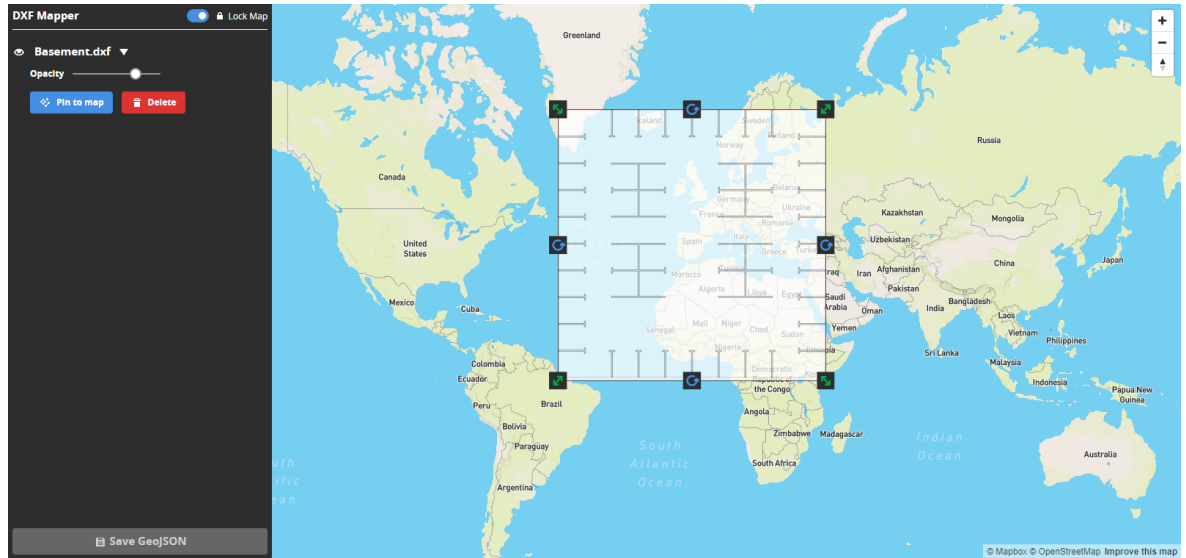 DXF Mapper
Lock Map
Basement.dxf
Opacity
Pin to map
Delete
Save GeoJSON
Greenland
Iceland
Sweden
Finland
Norway
Russia
Canada
Belarus
Germany
Ukraine
France
Romania
Kazakhstan
Mongolia
United
States
Spain
Italy
Greece
Uzbekistan
China
Japan
Morocco
Iraq
Iran
Afghanistan
Pakistan
Algeria
Libya
Egypt
Saudi
Arabia
Mexico
Cuba
Oman
India
Bangladesh
Laos
Senegal
Mali
Niger
Chad
Sudan
Yemen
Vietnam
Philippines
Nigeria
Ethiopia
Sri Lanka
Malaysia
Colombia
Ecuador
Democratic
Republic of
the Congo
Indonesia
Papua New
Guinea
Peru
Brazil
Angola
Bolivia
Zimbabwe
Madagascar
Paraguay
South
Atlantic
Ocean
Indian
Ocean
South Africa
Australia
Argentina
© Mapbox © OpenStreetMap Improve this map